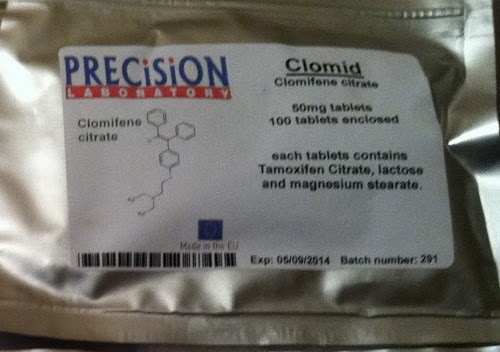 PRECiSiON
LABORATORY
Clomifene
citrate
Clomid
Clomifene citrate
50mg tablets
100 tablets enclosed
each tablets contains
Tamoxifen Citrate, lactose
and magnesium stearate.
Made in the EU
Exp: 05/09/2014 Batch number: 291